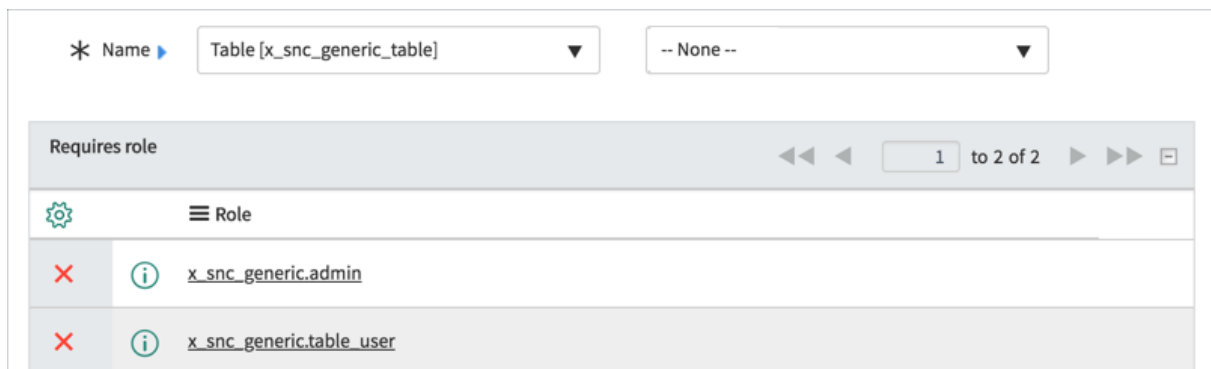 Name Table [x_snc_generic_table] -- None --
Requires role 1 to 2 of 2
Role
x_snc_generic.admin
x_snc_generic.table_user